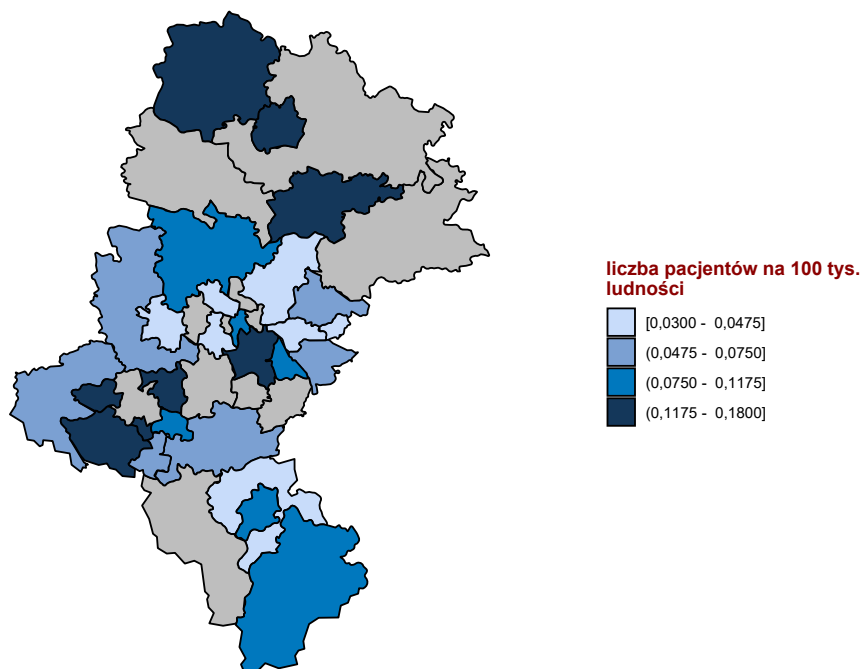 liczba pacjentów na 100 tys.
ludności
[0,0300 - 0,0475]
(0,0475 - 0,0750]
(0,0750 - 0,1175]
(0,1175 - 0,1800]